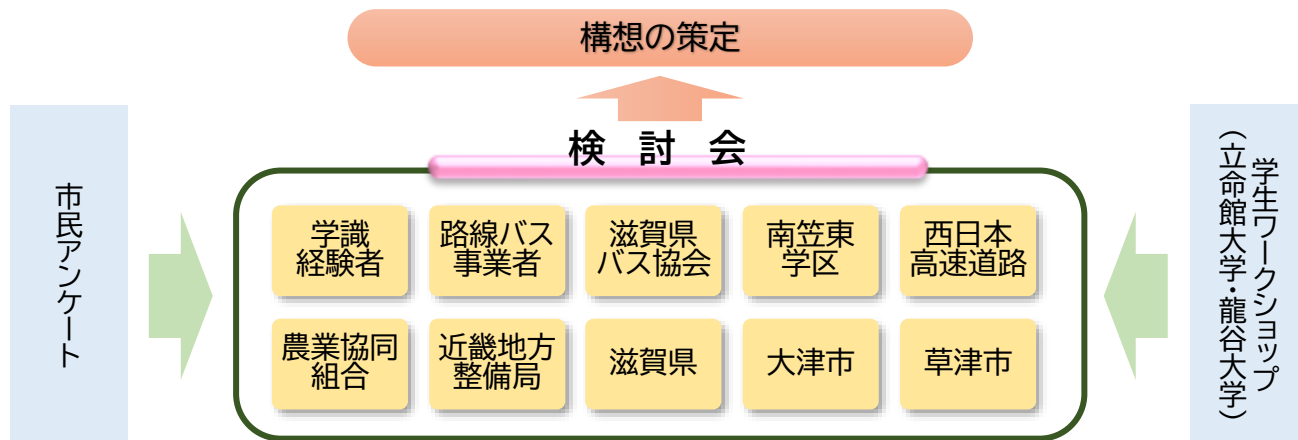 構想の策定
検討会
市民アンケート
学識
経験者
路線バス
事業者
滋賀県
バス協会
南笠東
学区
西日本
高速道路
農業協同
組合
近畿地方
整備局
滋賀県
大津市
草津市
学生ワークショップ
(立命館大学・龍谷大学)